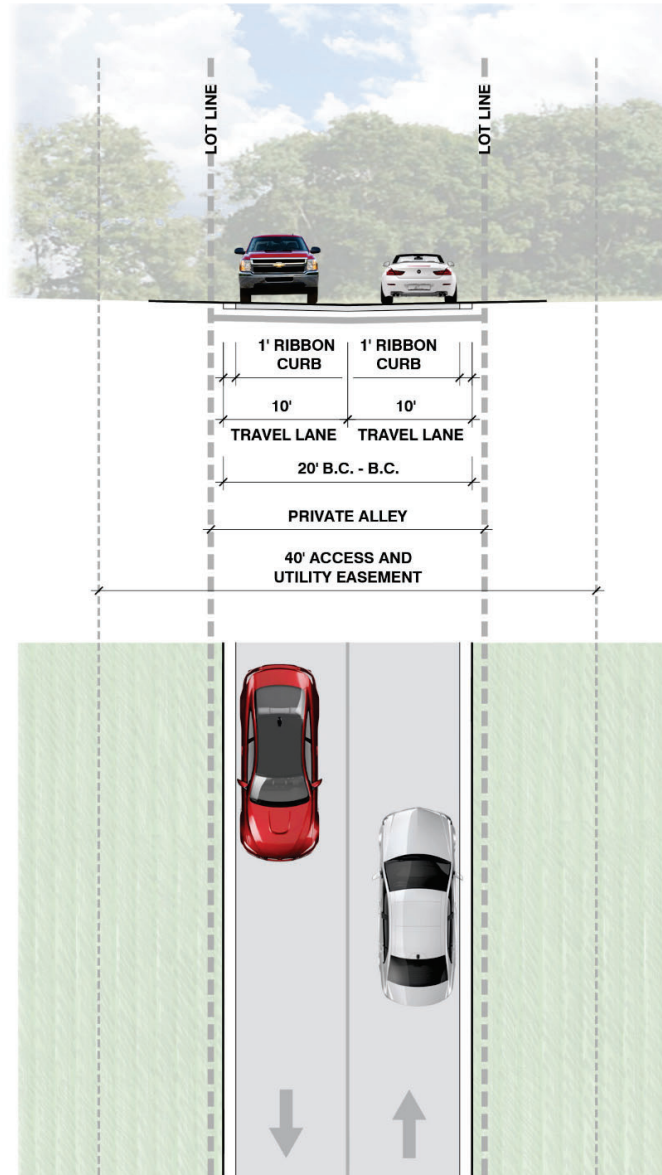 LOT LINE
LOT LINE
1' RIBBON
CURB
1' RIBBON
CURB
10'
10'
TRAVEL LANE
TRAVEL LANE
20' B.C. - B.C.
PRIVATE ALLEY
40' ACCESS AND
UTILITY EASEMENT